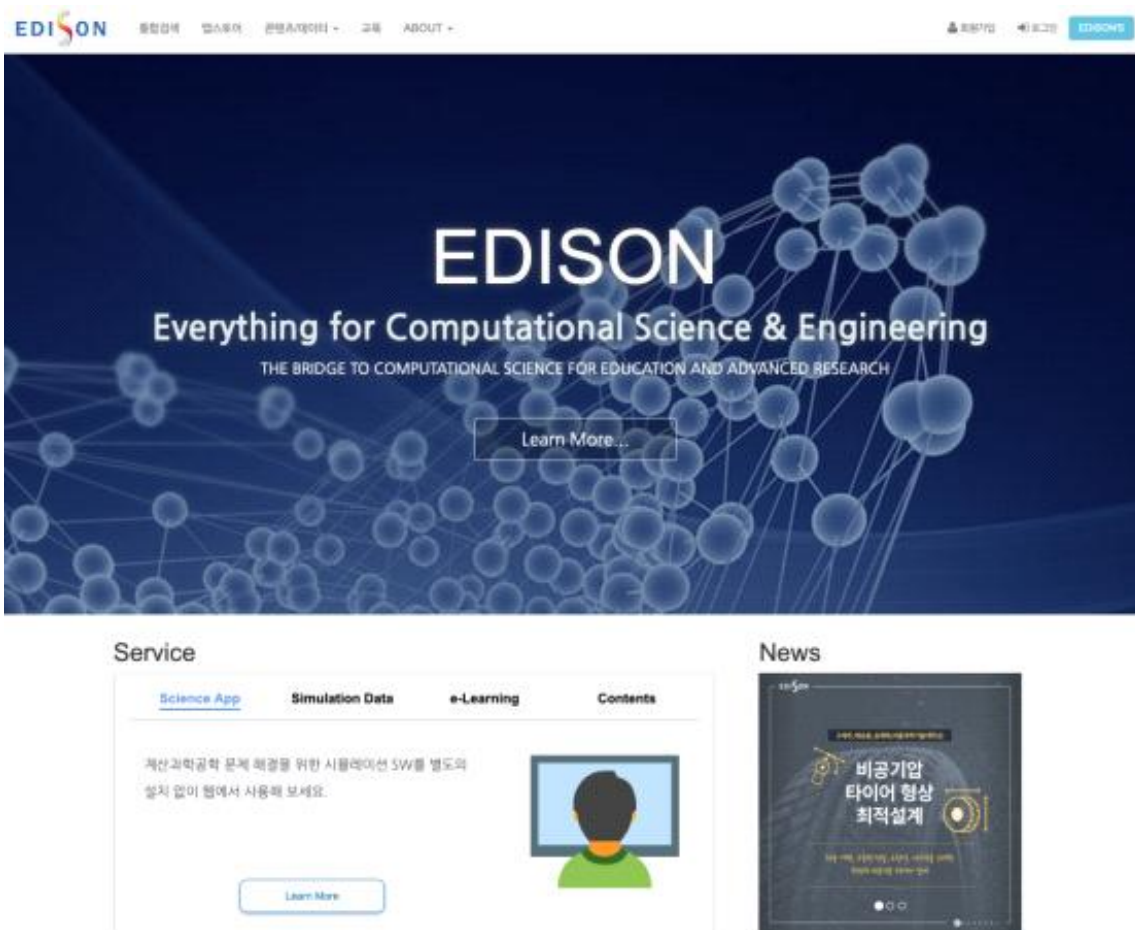 EDISON
통합검색 앱스토어 콘텐츠/데이터 교육 ABOUT
회원가입 로그인 EDISON
EDISON
Everything for Computational Science & Engineering
THE BRIDGE TO COMPUTATIONAL SCIENCE FOR EDUCATION AND ADVANCED RESEARCH
Learn More...
Service
News
Science App Simulation Data e-Learning Contents
계산과학공학 문제 해결을 위한 시뮬레이션 SW를 별도의
설치 없이 웹에서 사용해 보세요.
Learn More
EDISON
비공기압
타이어 형상
최적설계